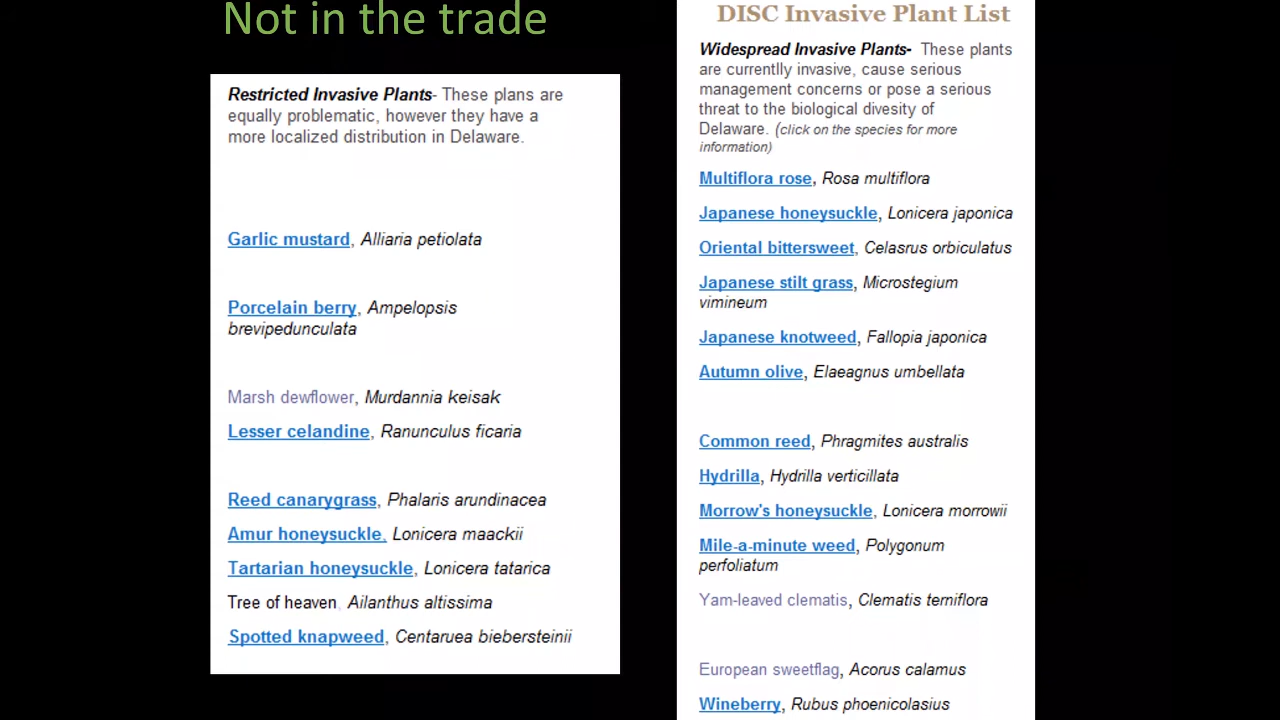 Not in the trade
Restricted Invasive Plants- These plans are
equally problematic, however they have a
more localized distribution in Delaware.
Garlic mustard, Alliaria petiolata
Porcelain berry, Ampelopsis
brevipedunculata
Marsh dewflower, Murdannia keisak
Lesser celandine, Ranunculus ficaria
Reed canarygrass, Phalaris arundinacea
Amur honeysuckle. Lonicera maackii
Tartarian honeysuckle, Lonicera tatarica
Tree of heaven, Ailanthus altissima
Spotted knapweed, Centaruea biebersteinii
DISC Invasive Plant List
Widespread Invasive Plants- These plants
are currentlly invasive, cause serious
management concerns or pose a serious
threat to the biological divesity of
Delaware. (click on the species for more
information)
Multiflora rose, Rosa multiflora
Japanese honeysuckle, Lonicera japonica
Oriental bittersweet, Celasrus orbiculatus
Japanese stilt grass, Microstegium
vimineum
Japanese knotweed, Fallopia japonica
Autumn olive, Elaeagnus umbellata
Common reed, Phragmites australis
Hydrilla, Hydrilla verticillata
Morrow's honeysuckle, Lonicera morrowii
Mile-a-minute weed, Polygonum
perfoliatum
Yam-leaved clematis, Clematis terniflora
European sweetflag, Acorus calamus
Wineberry, Rubus phoenicolasius